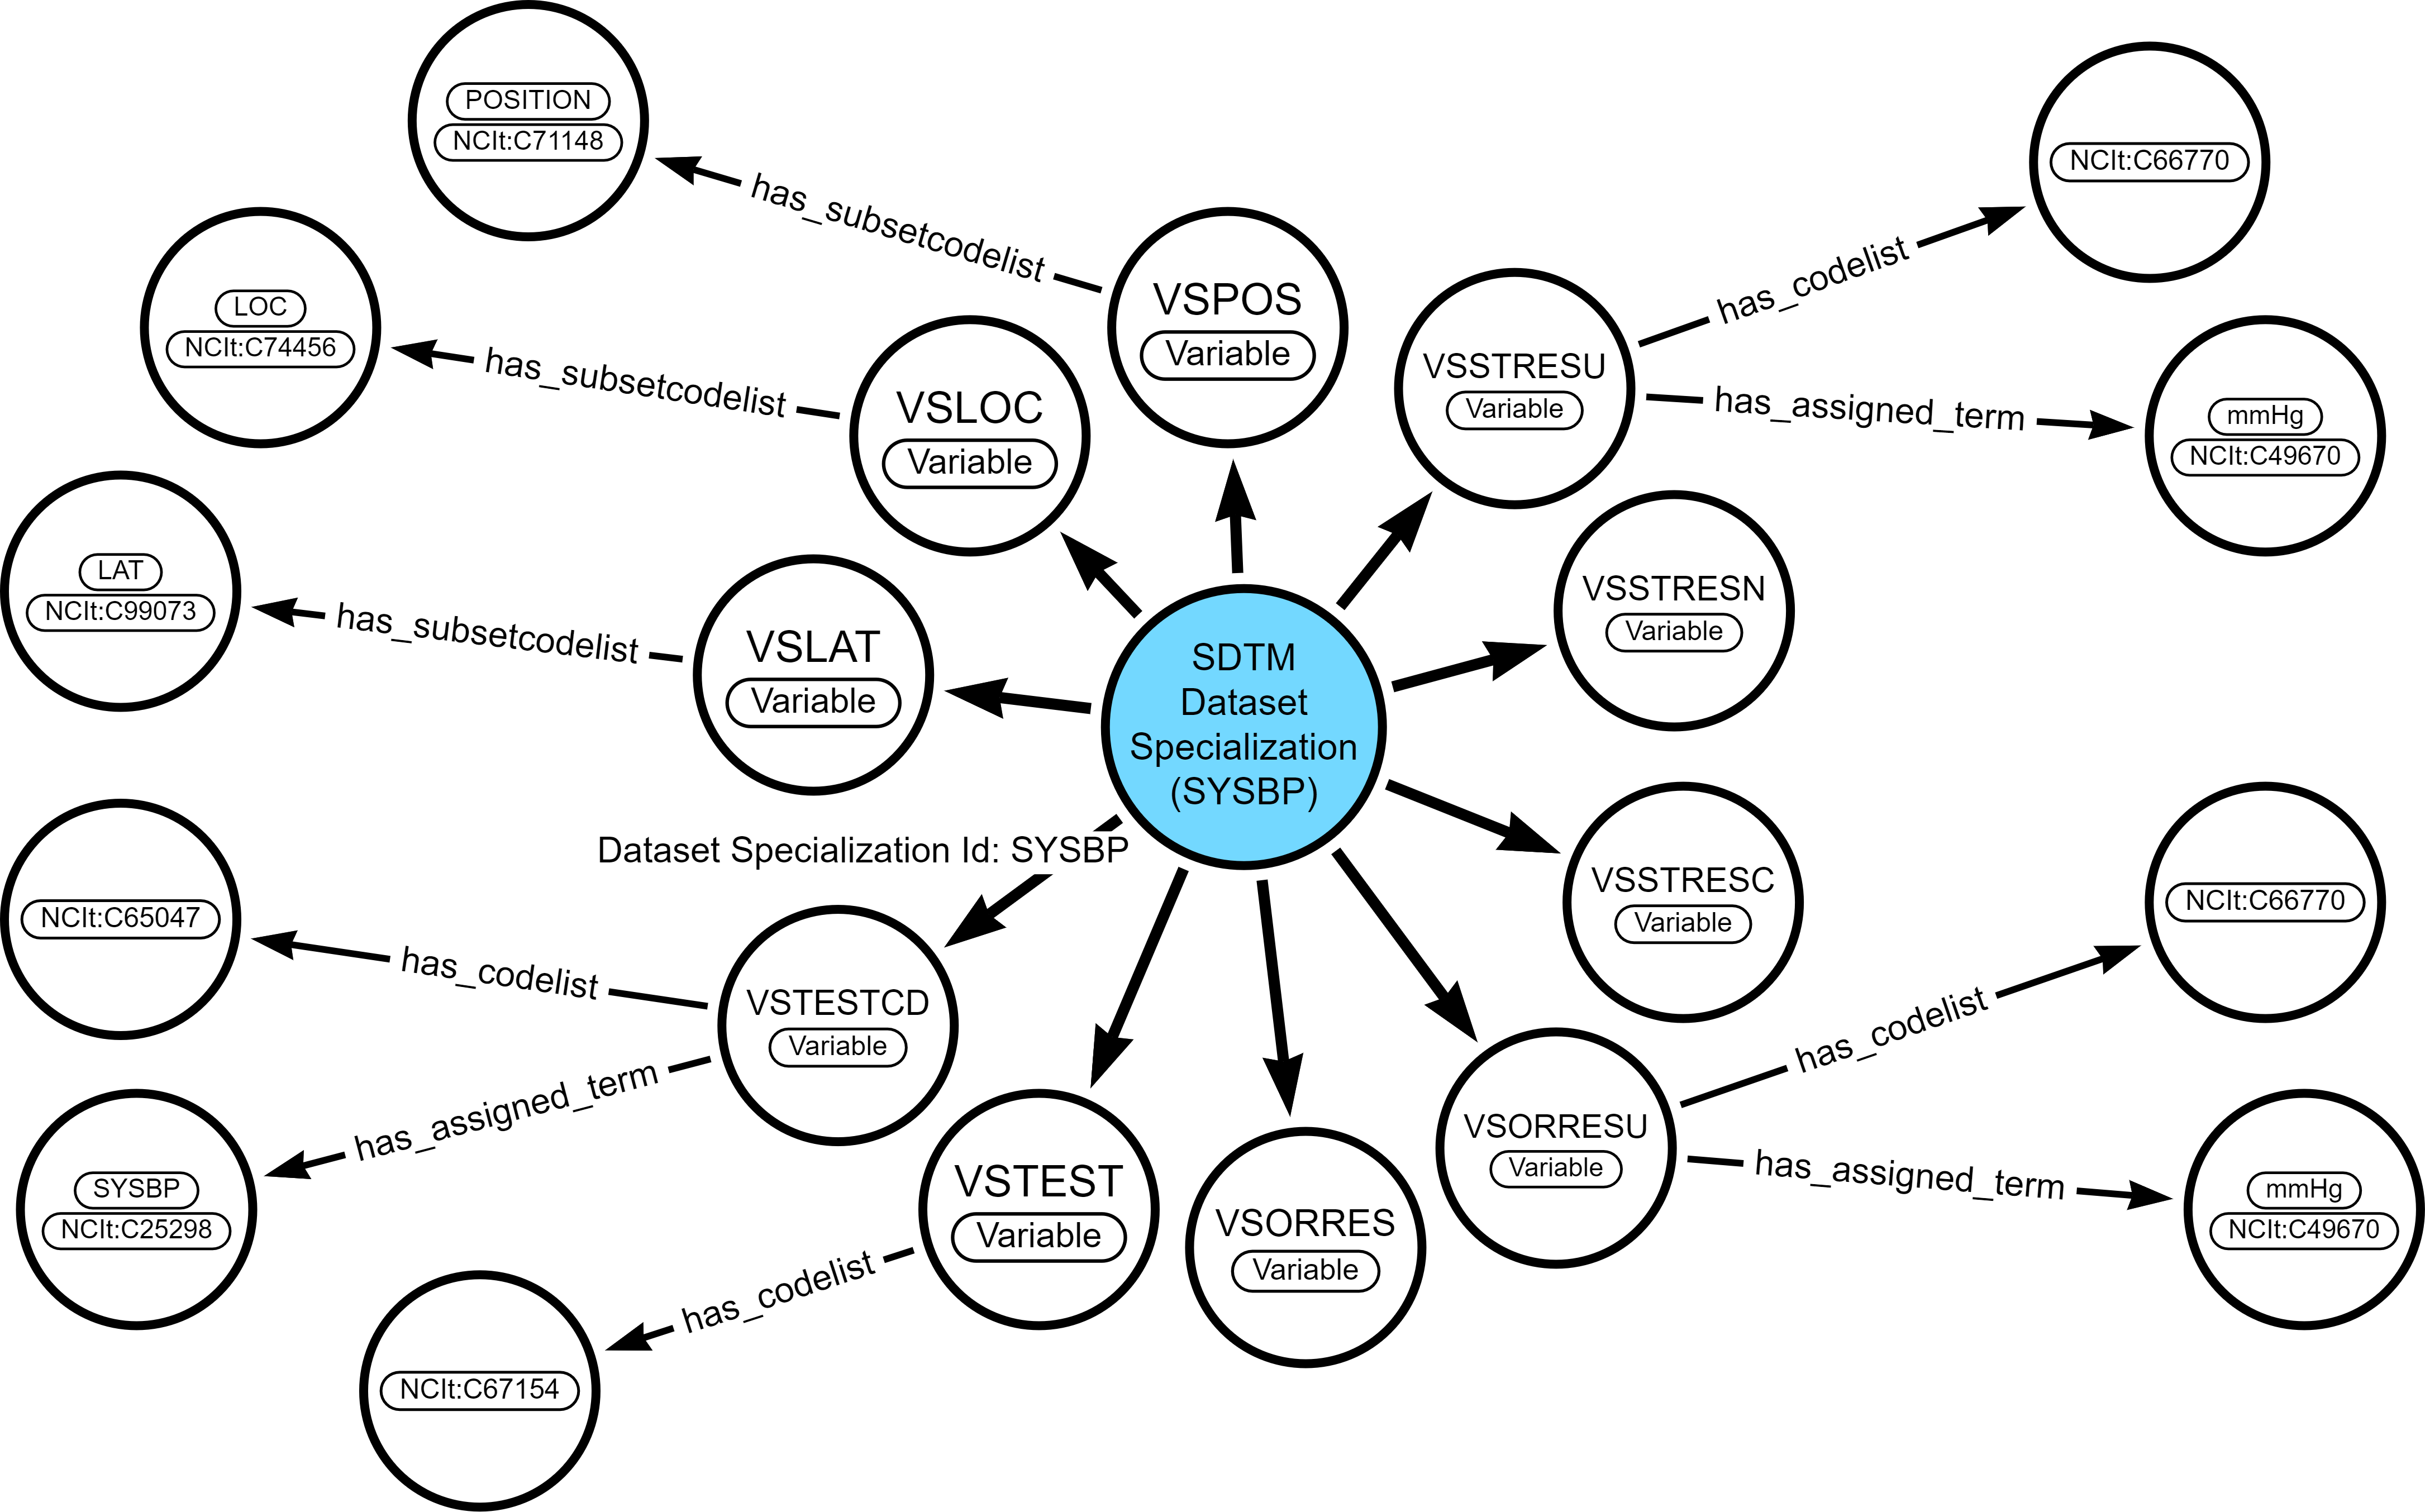 POSITION
NCIt:C71148
has_subsetcodelist
VSPOS
Variable
LOC
NCIt:C74456
has_subsetcodelist
VSLOC
Variable
LAT
NCIt:C99073
has_subsetcodelist
VSLAT
Variable
NCIt:C66770
has_codelist
VSSTRESU
Variable
has_assigned_term
mmHg
NCIt:C49670
VSSTRESN
Variable
SDTM
Dataset
Specialization
(SYSBP)
Dataset Specialization Id: SYSBP
VSSTRESC
Variable
NCIt:C65047
has_codelist
VSTESTCD
Variable
has_assigned_term
SYSBP
NCIt:C25298
VSTEST
Variable
has_codelist
NCIt:C67154
VSORRES
Variable
VSORRESU
Variable
has_codelist
NCIt:C66770
has_assigned_term
mmHg
NCIt:C49670